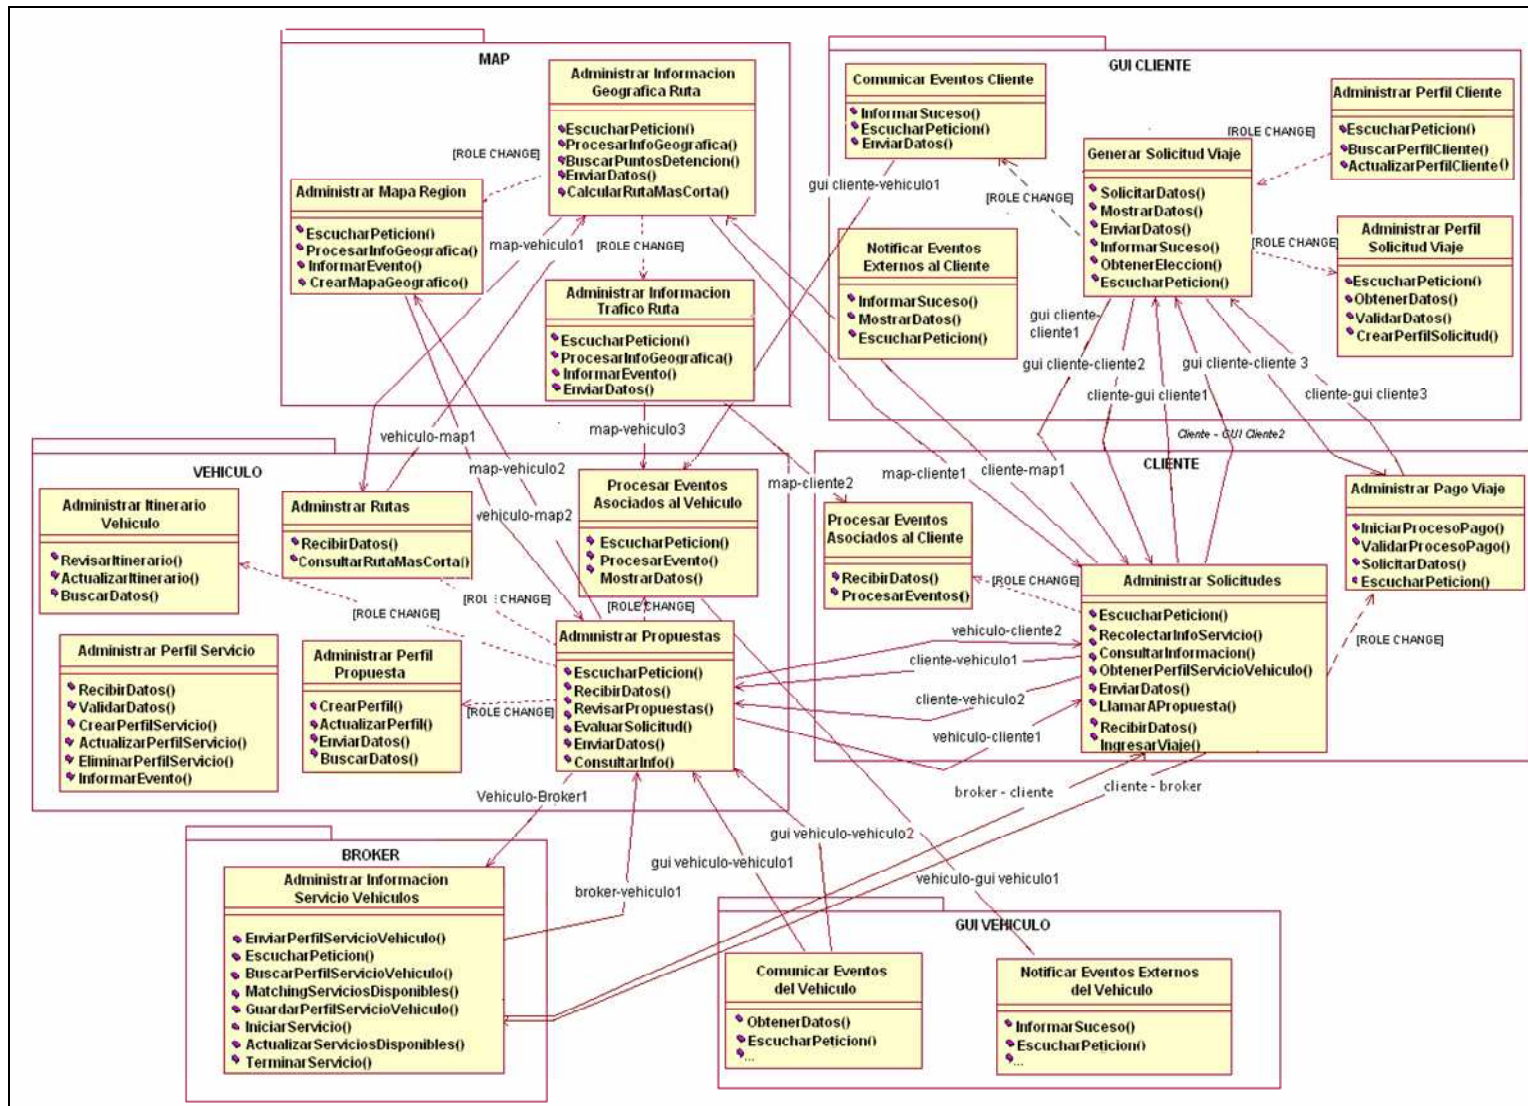 MAP
Administrar Informacion
Geografica Ruta
EscucharPeticion()
ProcesarInfoGeografica()
BuscarPuntosDetencion()
EnviarDatos()
CalcularRutaMasCorta()
[ROLE CHANGE]
Administrar Mapa Region
EscucharPeticion()
ProcesarInfoGeografica()
InformarEvento()
CrearMapaGeografico()
map-vehiculo1
[ROLE CHANGE]
Administrar Informacion
Trafico Ruta
EscucharPeticion()
ProcesarInfoGeografica()
InformarEvento()
EnviarDatos()
GUI CLIENTE
Comunicar Eventos Cliente
InformarSuceso()
EscucharPeticion()
EnviarDatos()
gui cliente-vehiculo1
Notificar Eventos
Externos al Cliente
InformarSuceso()
MostrarDatos()
EscucharPeticion()
[ROLE CHANGE]
Generar Solicitud Viaje
SolicitarDatos()
MostrarDatos()
EnviarDatos()
InformarSuceso()
ObtenerEleccion()
EscucharPeticion()
[ROLE CHANGE]
Administrar Perfil Cliente
EscucharPeticion()
BuscarPerfilCliente()
ActualizarPerfilCliente()
[ROLE CHANGE]
Administrar Perfil
Solicitud Viaje
EscucharPeticion()
ObtenerDatos()
ValidarDatos()
CrearPerfilSolicitud()
gui cliente-
cliente1
gui cliente-cliente2
cliente-gui cliente1
gui cliente-cliente 3
cliente-gui cliente3
Cliente - GUI Cliente2
vehiculo-map1
map-vehiculo2
vehiculo-map2
map-vehiculo3
map-cliente2
map-cliente1
cliente-map1
VEHICULO
Administrar Itinerario
Vehiculo
RevisarItinerario()
ActualizarItinerario()
BuscarDatos()
Adminstrar Rutas
RecibirDatos()
ConsultarRutaMasCorta()
Procesar Eventos
Asociados al Vehiculo
EscucharPeticion()
ProcesarEvento()
MostrarDatos()
[ROLE CHANGE]
[ROLE CHANGE]
[ROLE CHANGE]
Administrar Perfil Servicio
RecibirDatos()
ValidarDatos()
CrearPerfilServicio()
ActualizarPerfilServicio()
EliminarPerfilServicio()
InformarEvento()
Administrar Perfil
Propuesta
CrearPerfil()
ActualizarPerfil()
EnviarDatos()
BuscarDatos()
[ROLE CHANGE]
Administrar Propuestas
EscucharPeticion()
RecibirDatos()
RevisarPropuestas()
EvaluarSolicitud()
EnviarDatos()
ConsultarInfo()
CLIENTE
Procesar Eventos
Asociados al Cliente
RecibirDatos()
ProcesarEventos()
[ROLE CHANGE]
Administrar Solicitudes
EscucharPeticion()
RecolectarInfoServicio()
ConsultarInformacion()
ObtenerPerfilServicioVehiculo()
EnviarDatos()
LlamarAPropuesta()
RecibirDatos()
IngresarViaje()
Administrar Pago Viaje
IniciarProcesoPago()
ValidarProcesoPago()
SolicitarDatos()
EscucharPeticion()
[ROLE CHANGE]
vehiculo-cliente2
cliente-vehiculo1
cliente-vehiculo2
vehiculo-cliente1
broker - cliente
cliente - broker
Vehiculo-Broker1
gui vehiculo-vehiculo2
gui vehiculo-vehiculo1
broker-vehiculo1
vehiculo-gui vehiculo1
BROKER
Administrar Informacion
Servicio Vehiculos
EnviarPerfilServicioVehiculo()
EscucharPeticion()
BuscarPerfilServicioVehiculo()
MatchingServiciosDisponibles()
GuardarPerfilServicioVehiculo()
IniciarServicio()
ActualizarServiciosDisponibles()
TerminarServicio()
GUI VEHICULO
Comunicar Eventos
del Vehiculo
ObtenerDatos()
EscucharPeticion()
...
Notificar Eventos Externos
del Vehiculo
InformarSuceso()
EscucharPeticion()
...